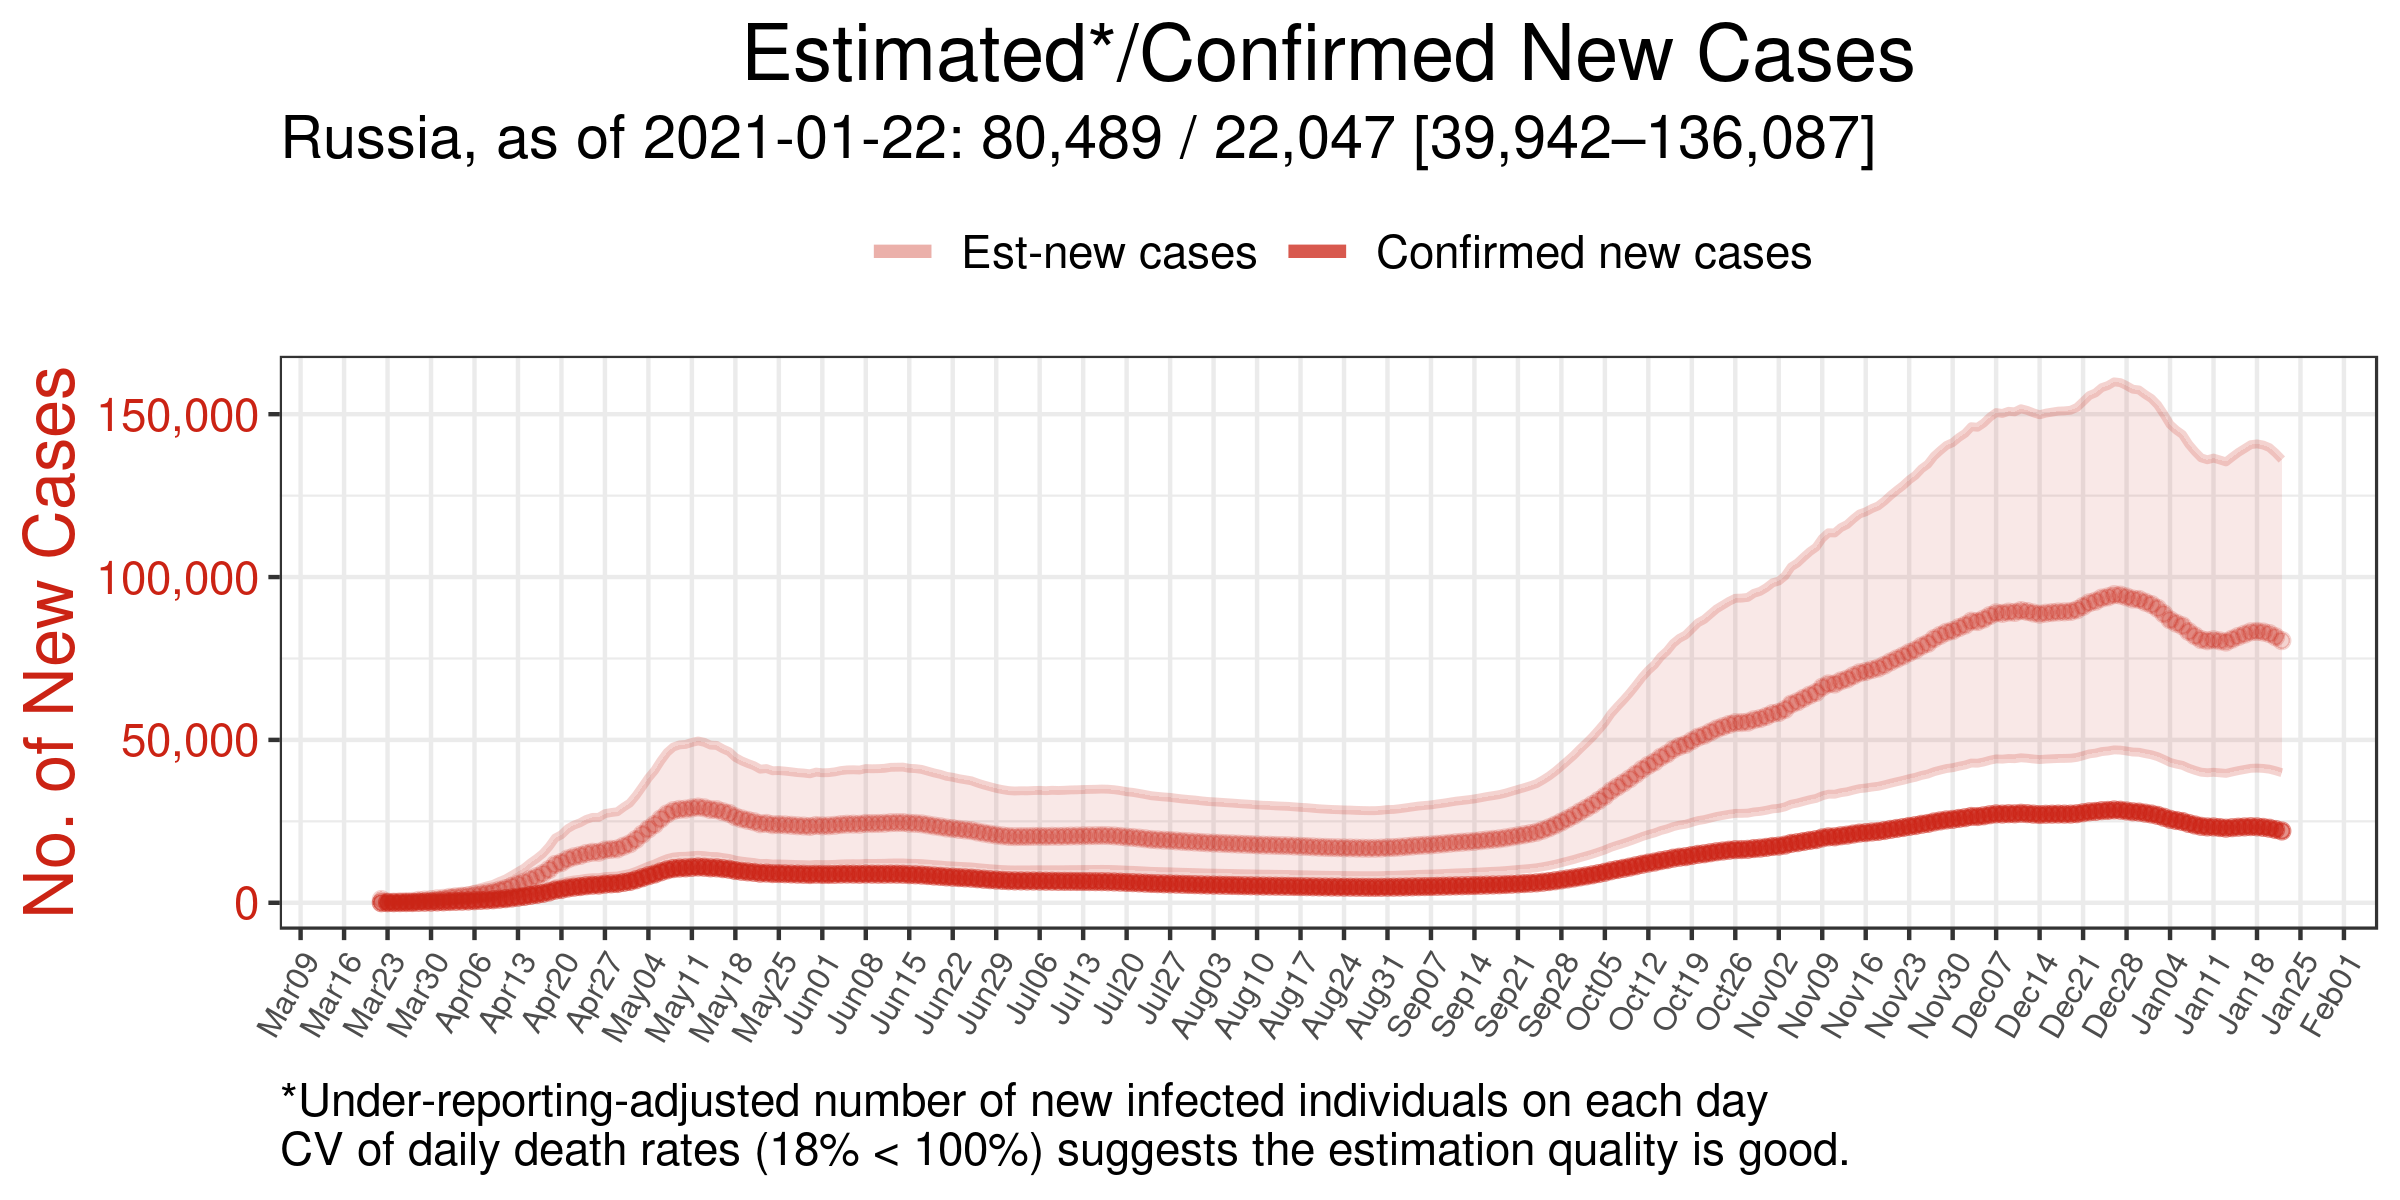 Estimated*/Confirmed New Cases
Russia, as of 2021-01-22: 80,489 / 22,047 [39,942–136,087]
Est-new cases
Confirmed new cases
No. of New Cases
150,000
100,000
50,000
0
Mar09
Mar16
Mar23
Mar30
Apr06
Apr13
Apr20
Apr27
May04
May11
May18
May25
Jun01
Jun08
Jun15
Jun22
Jun29
Jul06
Jul13
Jul20
Jul27
Aug03
Aug10
Aug17
Aug24
Aug31
Sep07
Sep14
Sep21
Sep28
Oct05
Oct12
Oct19
Oct26
Nov02
Nov09
Nov16
Nov23
Nov30
Dec07
Dec14
Dec21
Dec28
Jan04
Jan11
Jan18
Jan25
Feb01
*Under-reporting-adjusted number of new infected individuals on each day
CV of daily death rates (18% < 100%) suggests the estimation quality is good.